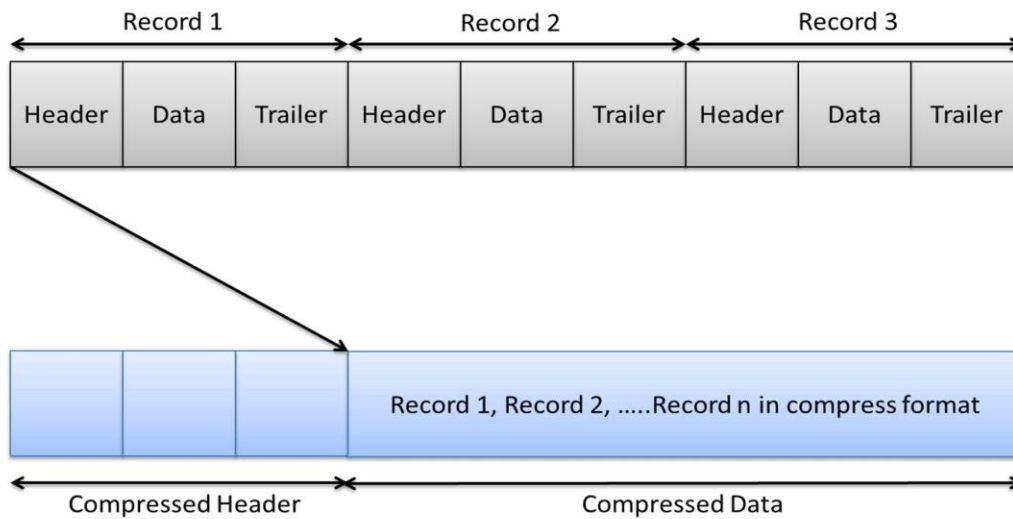 Record 1 Record 2 Record 3
Header Data Trailer Header Data Trailer Header Data Trailer
Record 1, Record 2, .....Record n in compress format
Compressed Header Compressed Data